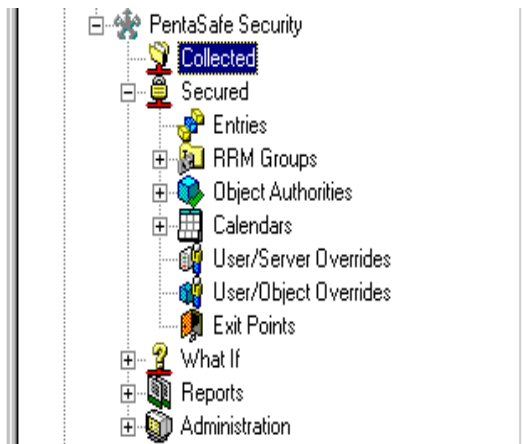 PentaSafe Security
Collected
Secured
Entries
RRM Groups
Object Authorities
Calendars
User/Server Overrides
User/Object Overrides
Exit Points
What If
Reports
Administration